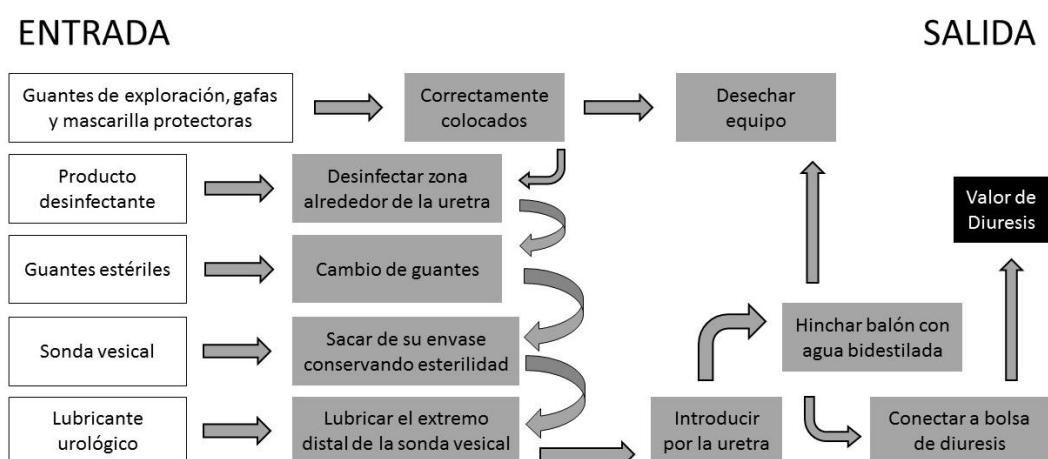 ENTRADA
SALIDA
Guantes de exploración, gafas
y mascarilla protectoras
Correctamente
colocados
Desechar
equipo
Producto
desinfectante
Desinfectar zona
alrededor de la uretra
Valor de
Diuresis
Guantes estériles
Cambio de guantes
Sonda vesical
Sacar de su envase
conservando esterilidad
Hinchar balón con
agua bidestilada
Lubricante
urológico
Lubricar el extremo
distal de la sonda vesical
Introducir
por la uretra
Conectar a bolsa
de diuresis